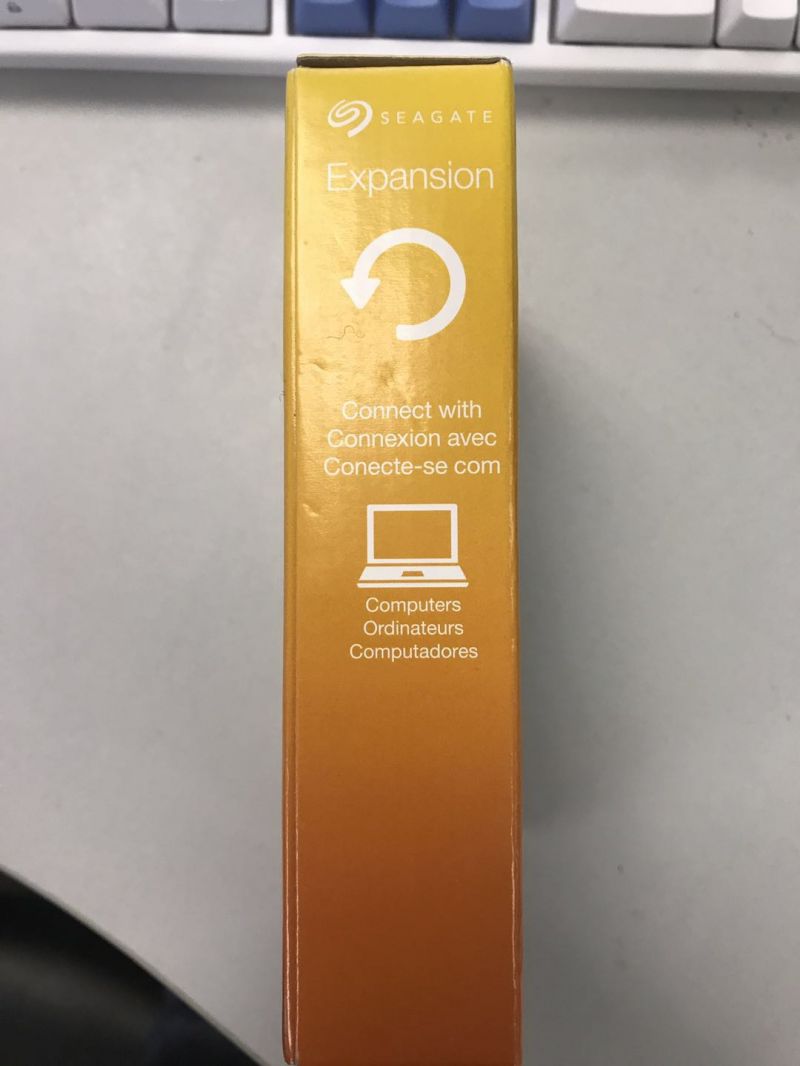 SEAGATE
Expansion
Connect with
Connexion avec
Conecte-se com
Computers
Ordinateurs
Computadores